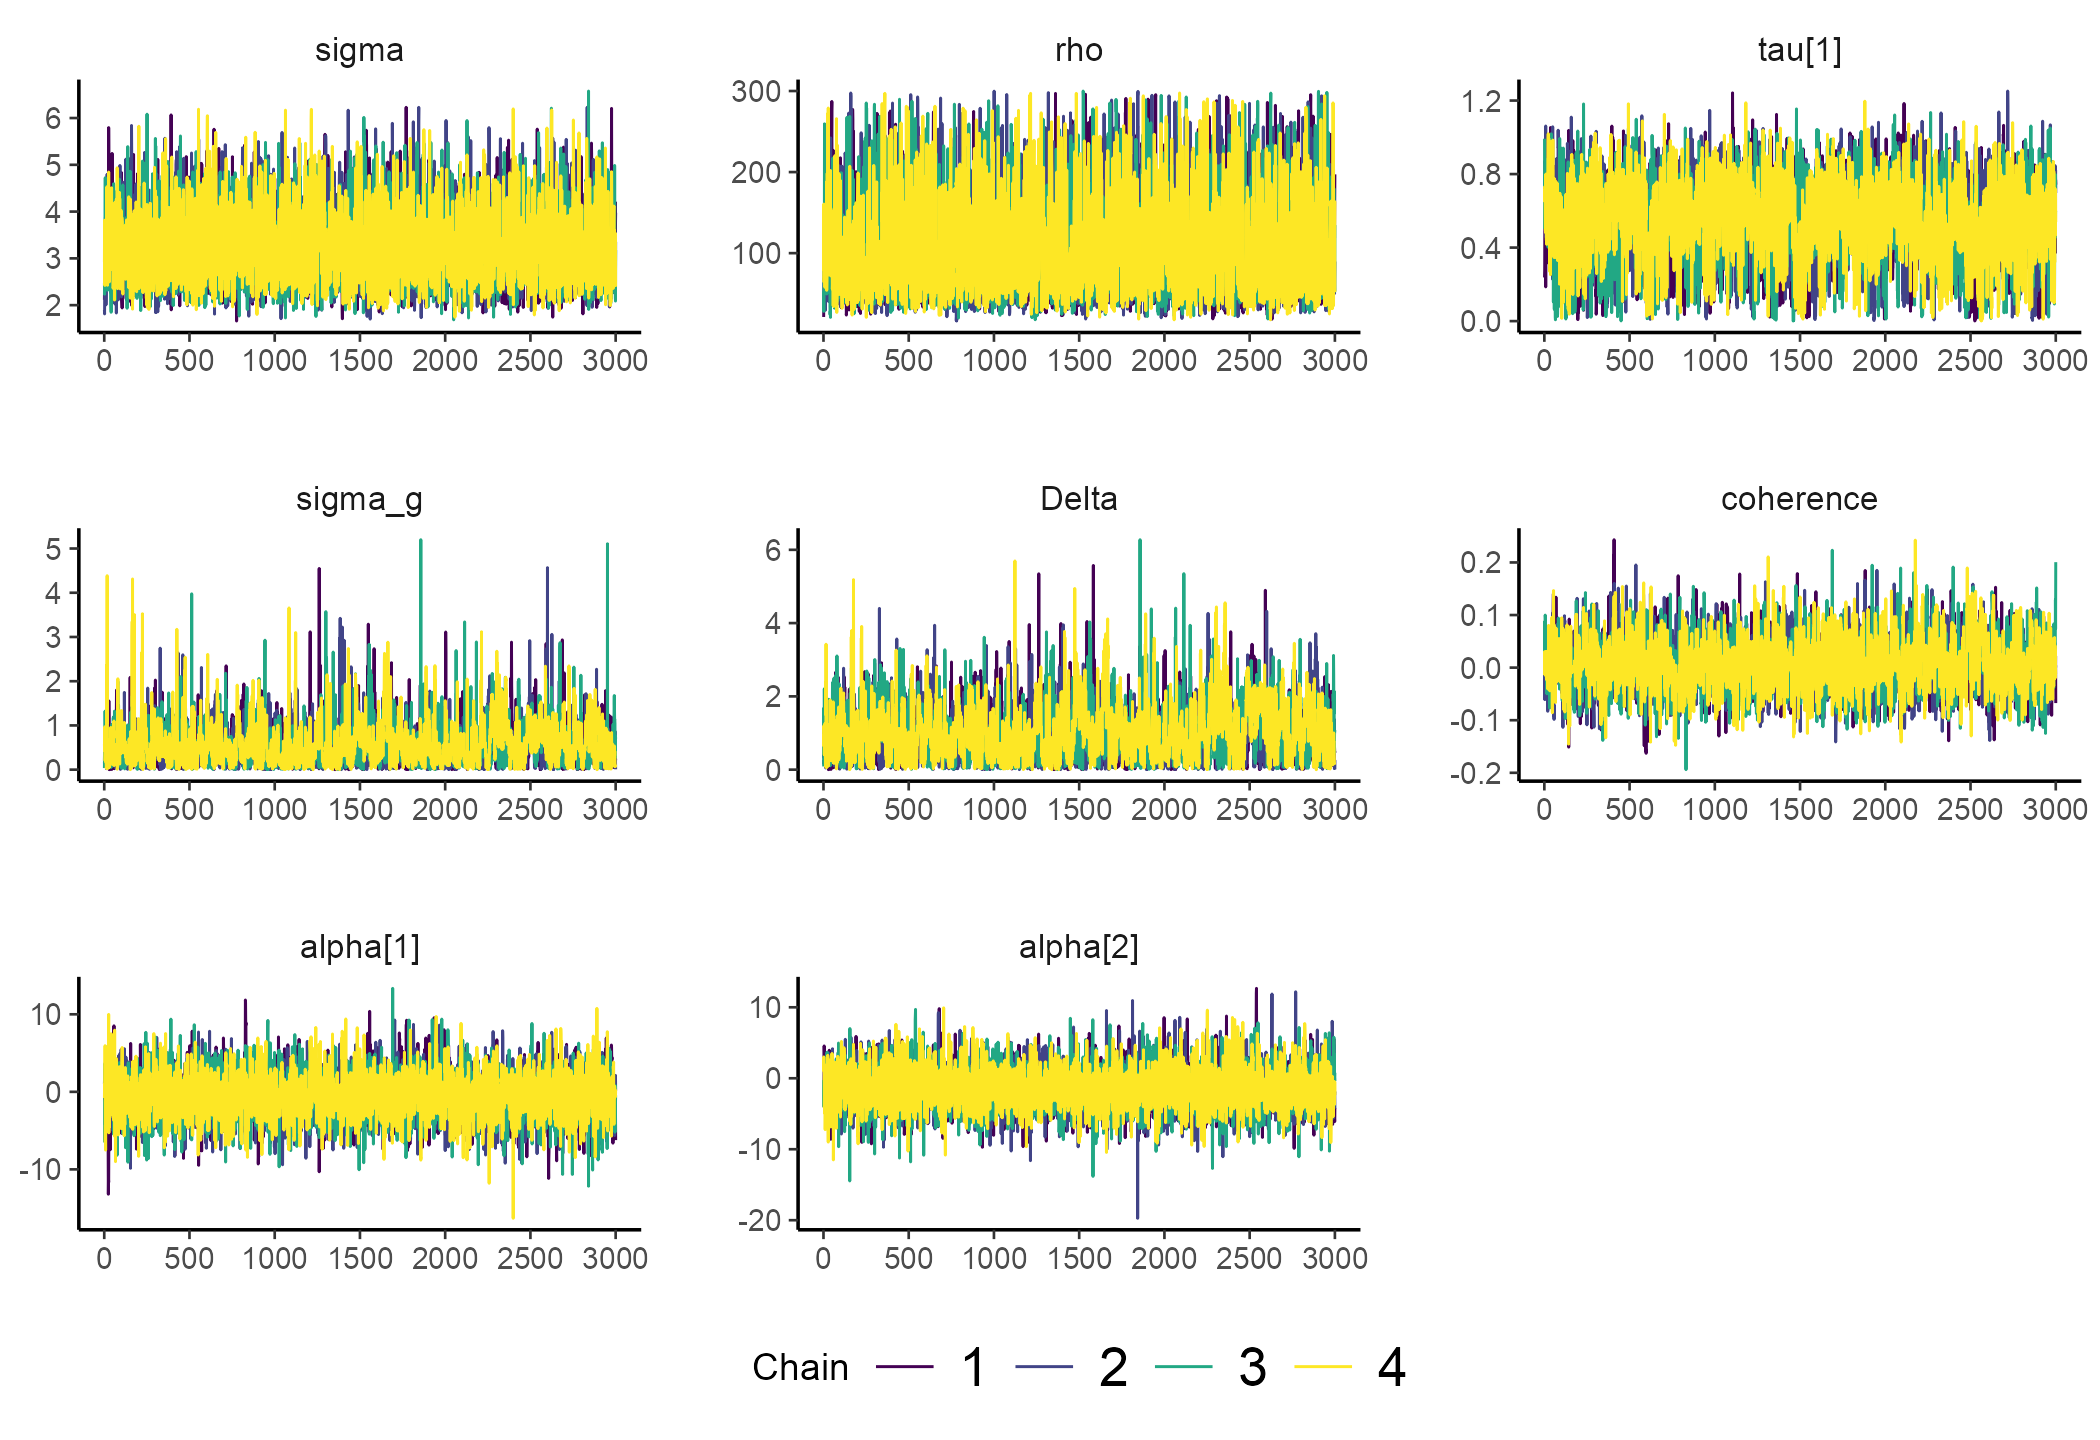 sigma rho tau[1]
6 300 1.2
5 200 0.8
4 100 0.4
3 0.0
2
0 500 1000 1500 2000 2500 3000 0 500 1000 1500 2000 2500 3000 0 500 1000 1500 2000 2500 3000
sigma_g Delta coherence
5 6 0.2
4 4 0.1
3 2 0.0
2 0 -0.1
1 -0.2
0
0 500 1000 1500 2000 2500 3000 0 500 1000 1500 2000 2500 3000 0 500 1000 1500 2000 2500 3000
alpha[1] alpha[2]
10 10
0 0
-10 -10
-20
0 500 1000 1500 2000 2500 3000 0 500 1000 1500 2000 2500 3000
Chain 1 2 3 4